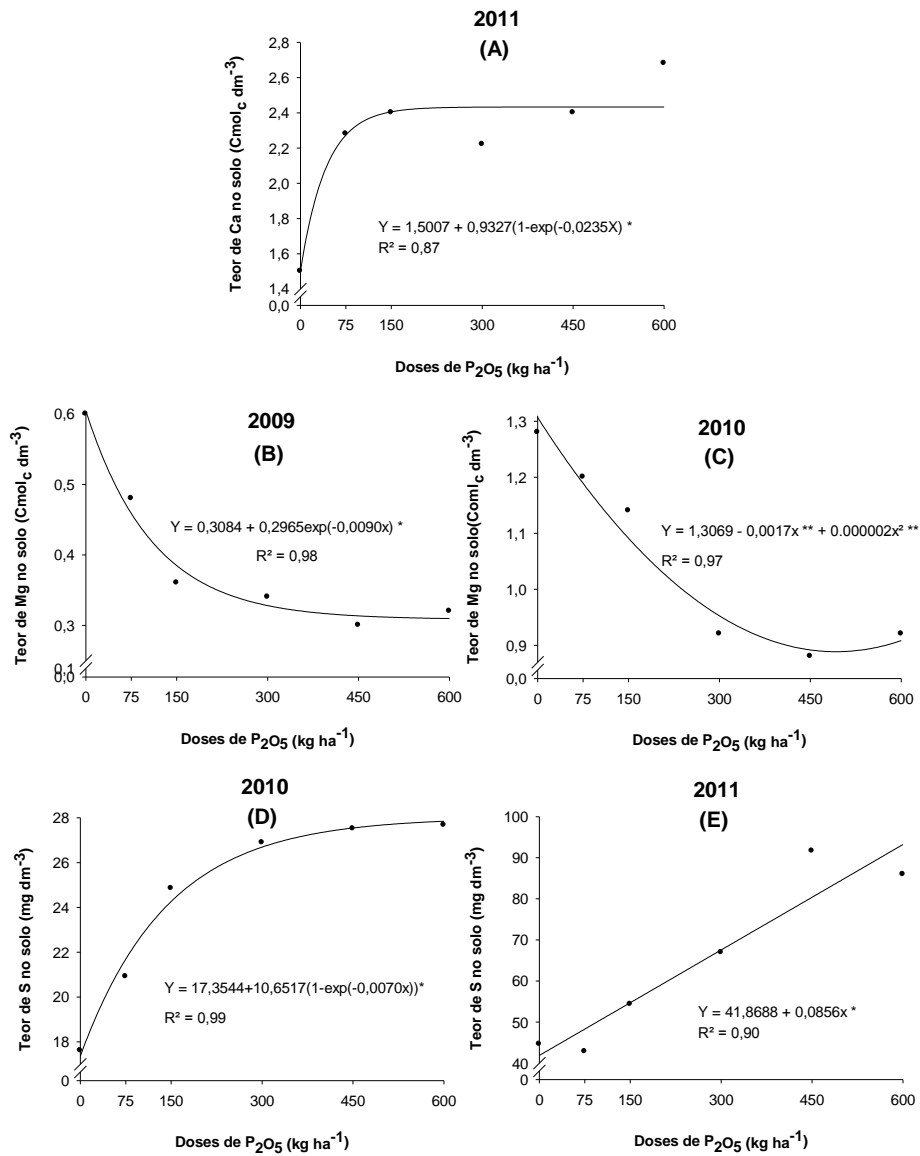 2011
(A)
Teor de Ca no solo (Cmol_c dm^-3)
2,8
2,6
2,4
2,2
2,0
1,8
1,6
1,4
0,0
Y = 1,5007 + 0,9327(1-exp(-0,0235X) *
R² = 0,87
0 75 150 300 450 600
Doses de P2O5 (kg ha^-1)
2009
(B)
Teor de Mg no solo (Cmol_c dm^-3)
0,6
0,5
0,4
0,3
0,1
0,0
Y = 0,3084 + 0,2965exp(-0,0090x) *
R² = 0,98
0 75 150 300 450 600
Doses de P2O5 (kg ha^-1)
2010
(C)
Teor de Mg no solo(Coml_c dm^-3)
1,3
1,2
1,1
1,0
0,9
0,0
Y = 1,3069 - 0,0017x ** + 0.000002x² **
R² = 0,97
0 75 150 300 450 600
Doses de P2O5 (kg ha^-1)
2010
(D)
Teor de S no solo (mg dm^-3)
28
26
24
22
20
18
0
Y = 17,3544+10,6517(1-exp(-0,0070x))*
R² = 0,99
0 75 150 300 450 600
Doses de P2O5 (kg ha^-1)
2011
(E)
Teor de S no solo (mg dm^-3)
100
90
80
70
60
50
40
0
Y = 41,8688 + 0,0856x *
R² = 0,90
0 75 150 300 450 600
Doses de P2O5 (kg ha^-1)